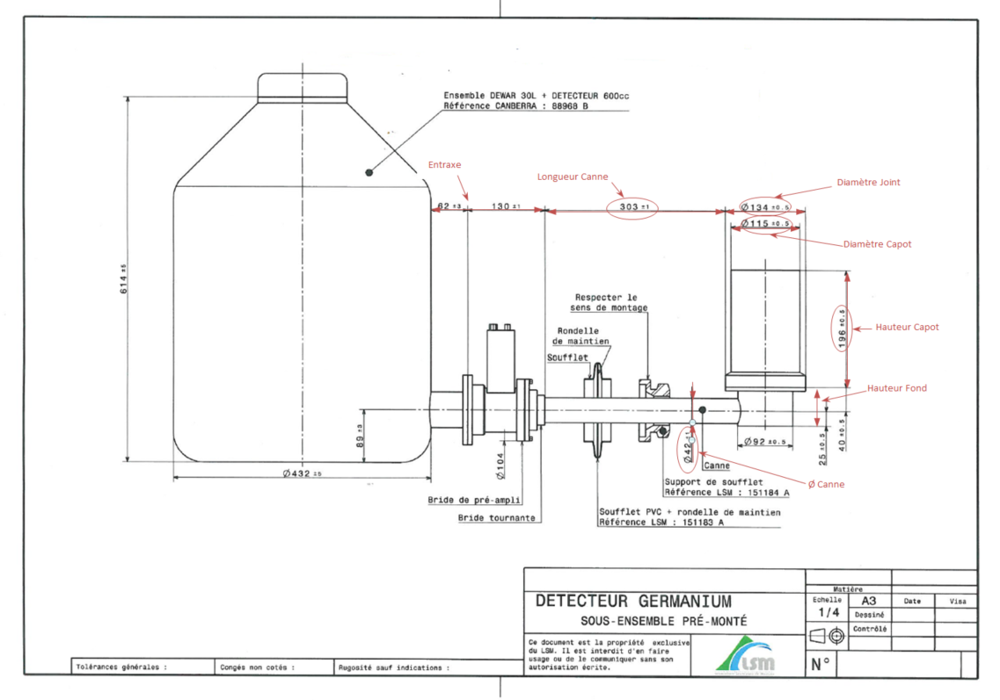 Ensemble DEWAR 30L + DETECTEUR 600cc
Référence CANBERRA : 88968 B
Entraxe
Longueur Canne
Diamètre Joint
62 ±3
130 ±1
303 ±1
Ø134 ±0.5
Ø115 ±0.5
Diamètre Capot
614 ±5
Respecter le
sens de montage
Rondelle
de maintien
Soufflet
196 ±0.5
Hauteur Capot
Hauteur Fond
89 ±3
Ø104
Ø42 ±1
Ø92 ±0.5
25 ±0.5
40 ±0.5
Ø432 ±5
Canne
Ø Canne
Support de soufflet
Référence LSM : 151184 A
Bride de pré-ampli
Bride tournante
Soufflet PVC + rondelle de maintien
Référence LSM : 151183 A
DETECTEUR GERMANIUM
SOUS-ENSEMBLE PRÉ-MONTÉ
Matière
Echelle
1/4
A3
Date
Visa
Dessiné
Contrôlé
Ce document est la propriété exclusive
du LSM. Il est interdit d'en faire
usage ou de le communiquer sans son
autorisation écrite.
LSM
N°
Tolérances générales :
Congés non cotés :
Rugosité sauf indications :